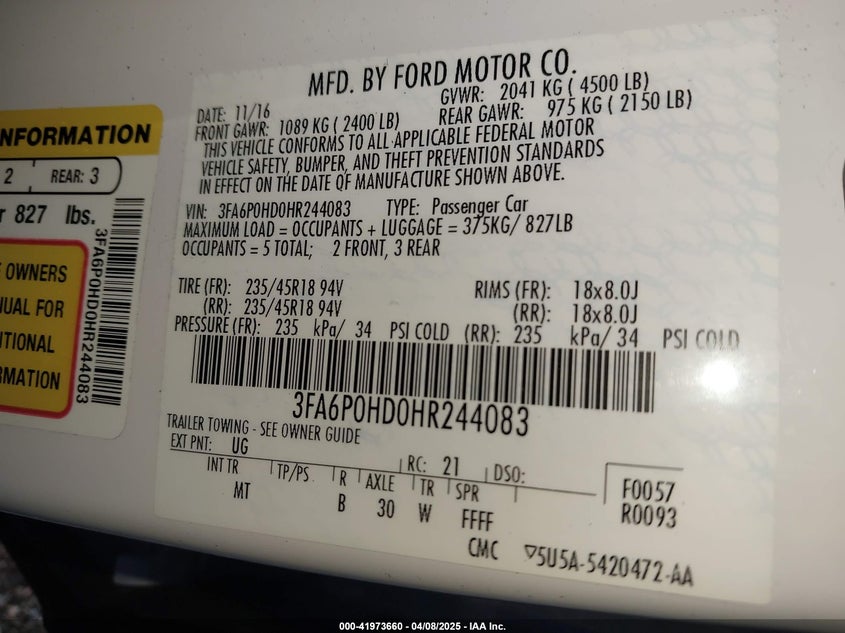 NFORMATION
2 REAR: 3
r 827 lbs.
OWNERS
NUAL FOR
ITIONAL
RMATION
3FA6P0HD0HR244083
MFD. BY FORD MOTOR CO.
DATE: 11/16 GVWR: 2041 KG ( 4500 LB)
FRONT GAWR: 1089 KG ( 2400 LB) REAR GAWR: 975 KG ( 2150 LB)
THIS VEHICLE CONFORMS TO ALL APPLICABLE FEDERAL MOTOR
VEHICLE SAFETY, BUMPER, AND THEFT PREVENTION STANDARDS
IN EFFECT ON THE DATE OF MANUFACTURE SHOWN ABOVE.
VIN: 3FA6P0HD0HR244083 TYPE: Passenger Car
MAXIMUM LOAD = OCCUPANTS + LUGGAGE = 375KG/ 827LB
OCCUPANTS = 5 TOTAL; 2 FRONT, 3 REAR
TIRE (FR): 235/45R18 94V RIMS (FR): 18x8.0J
(RR): 235/45R18 94V (RR): 18x8.0J
PRESSURE (FR): 235 kPa/ 34 PSI COLD (RR): 235 kPa/ 34 PSI COLD
3FA6P0HD0HR244083
TRAILER TOWING - SEE OWNER GUIDE
EXT PNT: UG RC: 21 DSO:
INT TR TP/PS R AXLE TR SPR F0057
MT B 30 W FFFF R0093
CMC ▽5U5A-5420472-AA
000-41973660 - 04/08/2025 - IAA Inc.